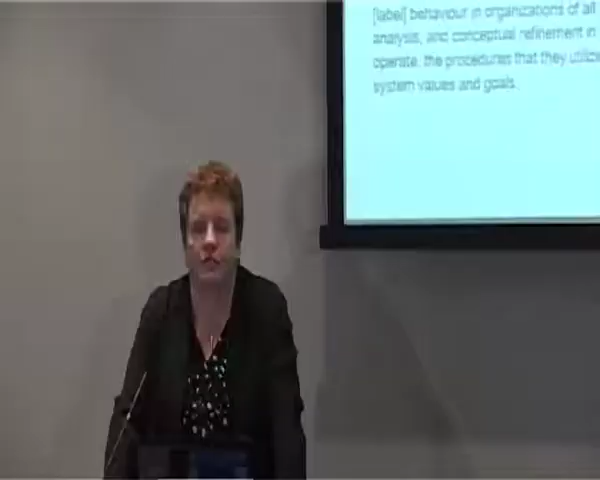 [label] behaviour in organizations of all
analysis, and conceptual refinement in
operate, the procedures that they utilize
system values and goals.